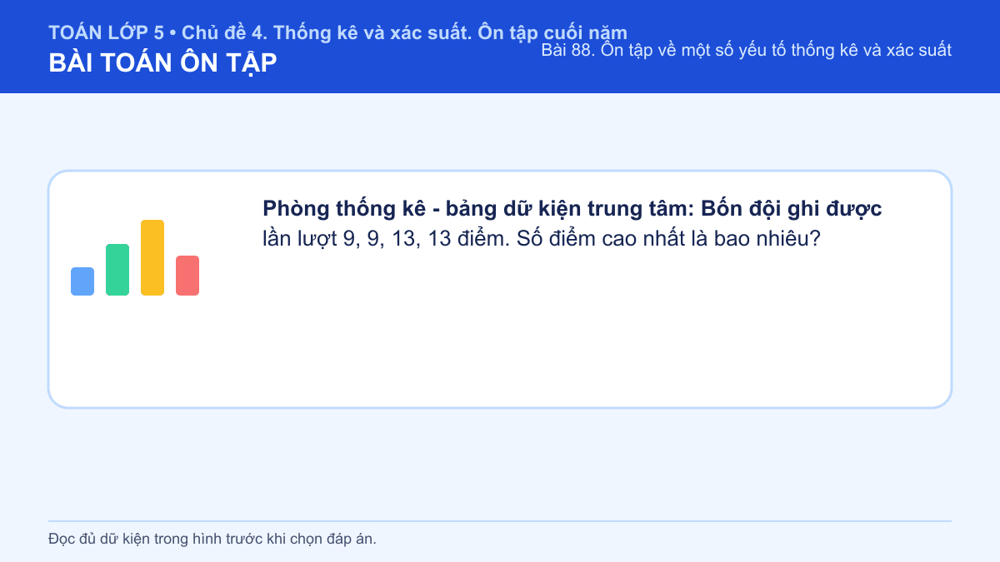 TOÁN LỚP 5 • Chủ đề 4. Thống kê và xác suất. Ôn tập cuối năm
Bài 88. Ôn tập về một số yếu tố thống kê và xác suất
BÀI TOÁN ÔN TẬP
Phòng thống kê - bảng dữ kiện trung tâm: Bốn đội ghi được
lần lượt 9, 9, 13, 13 điểm. Số điểm cao nhất là bao nhiêu?
Đọc đủ dữ kiện trong hình trước khi chọn đáp án.